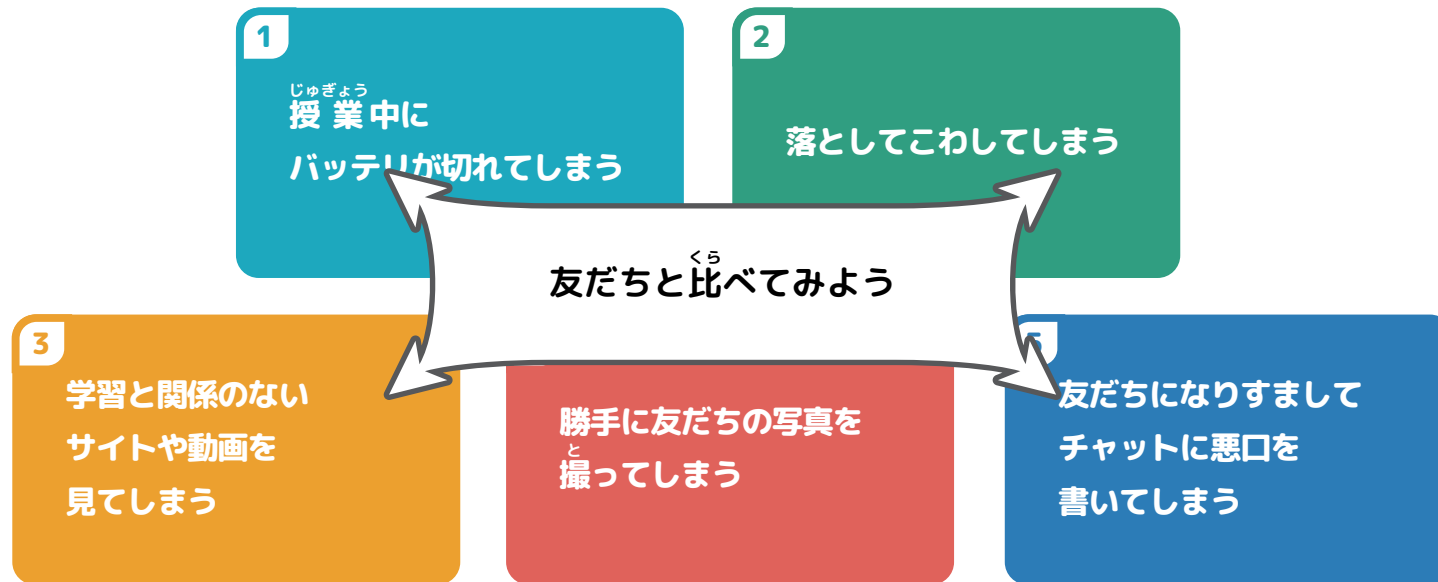 1
授業中に
じゅぎょう
バッテリが切れてしまう
2
落としてこわしてしまう
友だちと比べてみよう
くら
3
学習と関係のない
サイトや動画を
見てしまう
勝手に友だちの写真を
撮ってしまう
と
5
友だちになりすまして
チャットに悪口を
書いてしまう